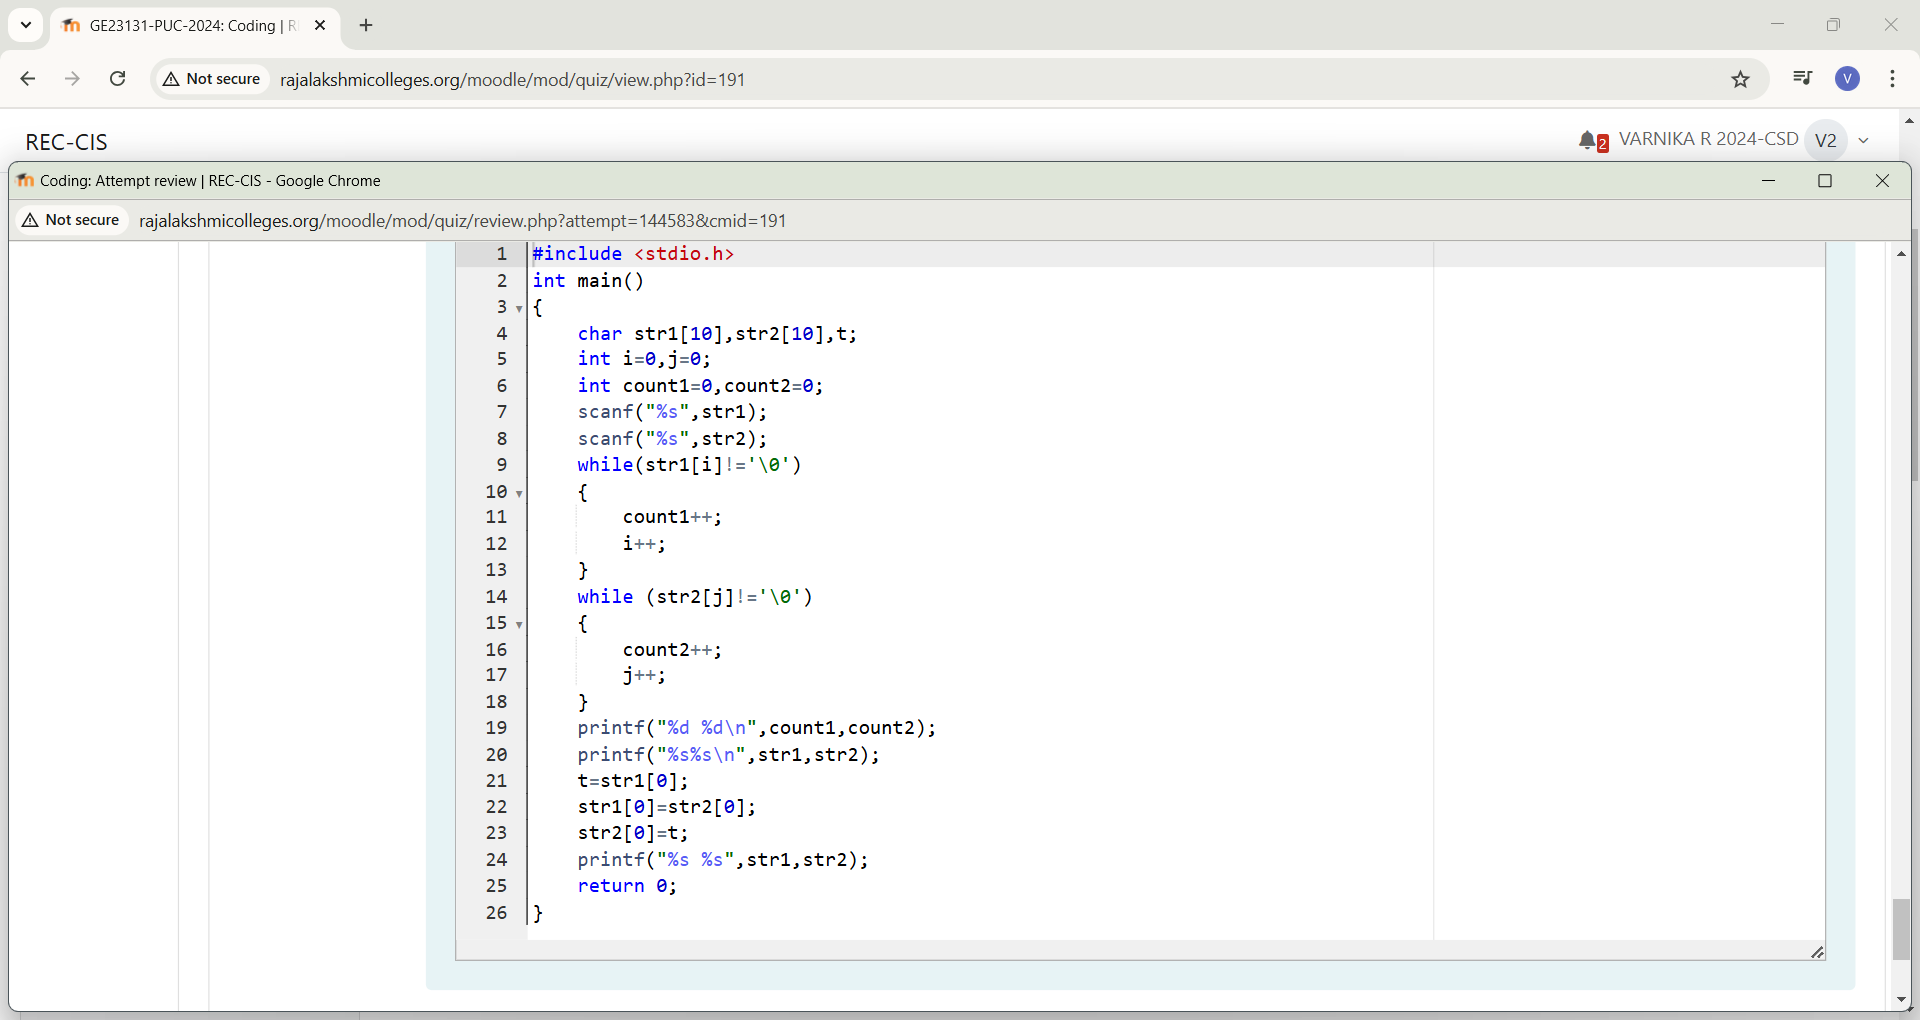 GE23131-PUC-2024: Coding | R
Not secure rajalakshmicolleges.org/moodle/mod/quiz/view.php?id=191 V
REC-CIS 2 VARNIKA R 2024-CSD V2
Coding: Attempt review | REC-CIS - Google Chrome
Not secure rajalakshmicolleges.org/moodle/mod/quiz/review.php?attempt=144583&cmid=191
1 #include <stdio.h>
2 int main()
3 {
4 char str1[10],str2[10],t;
5 int i=0,j=0;
6 int count1=0,count2=0;
7 scanf("%s",str1);
8 scanf("%s",str2);
9 while(str1[i]!='\0')
10 {
11 count1++;
12 i++;
13 }
14 while (str2[j]!='\0')
15 {
16 count2++;
17 j++;
18 }
19 printf("%d %d\n",count1,count2);
20 printf("%s%s\n",str1,str2);
21 t=str1[0];
22 str1[0]=str2[0];
23 str2[0]=t;
24 printf("%s %s",str1,str2);
25 return 0;
26 }